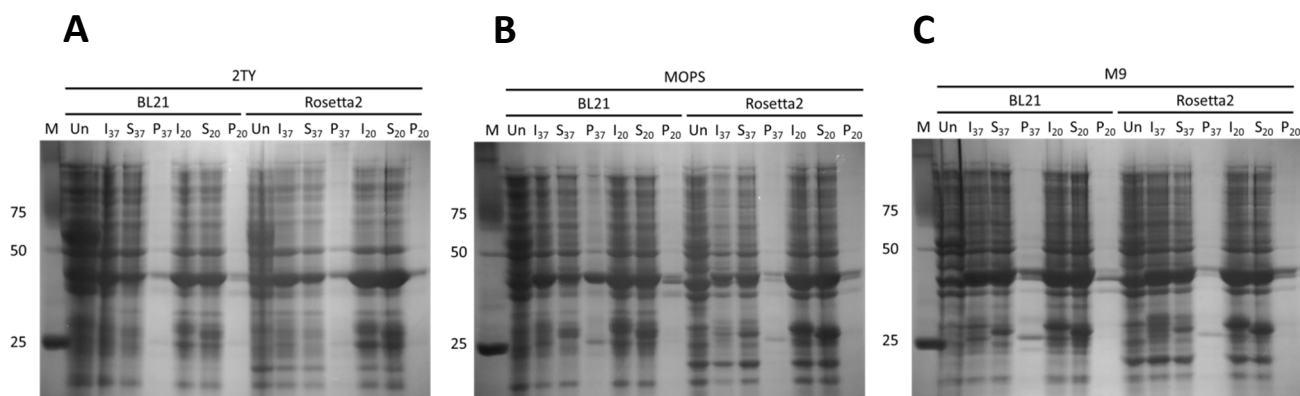 A
2TY
BL21 Rosetta2
M Un I₃₇ S₃₇ P₃₇ I₂₀ S₂₀ P₂₀ Un I₃₇ S₃₇ P₃₇ I₂₀ S₂₀ P₂₀
75
50
25
B
MOPS
BL21 Rosetta2
M Un I₃₇ S₃₇ P₃₇ I₂₀ S₂₀ P₂₀ Un I₃₇ S₃₇ P₃₇ I₂₀ S₂₀ P₂₀
75
50
25
C
M9
BL21 Rosetta2
M Un I₃₇ S₃₇ P₃₇ I₂₀ S₂₀ P₂₀ Un I₃₇ S₃₇ P₃₇ I₂₀ S₂₀ P₂₀
75
50
25